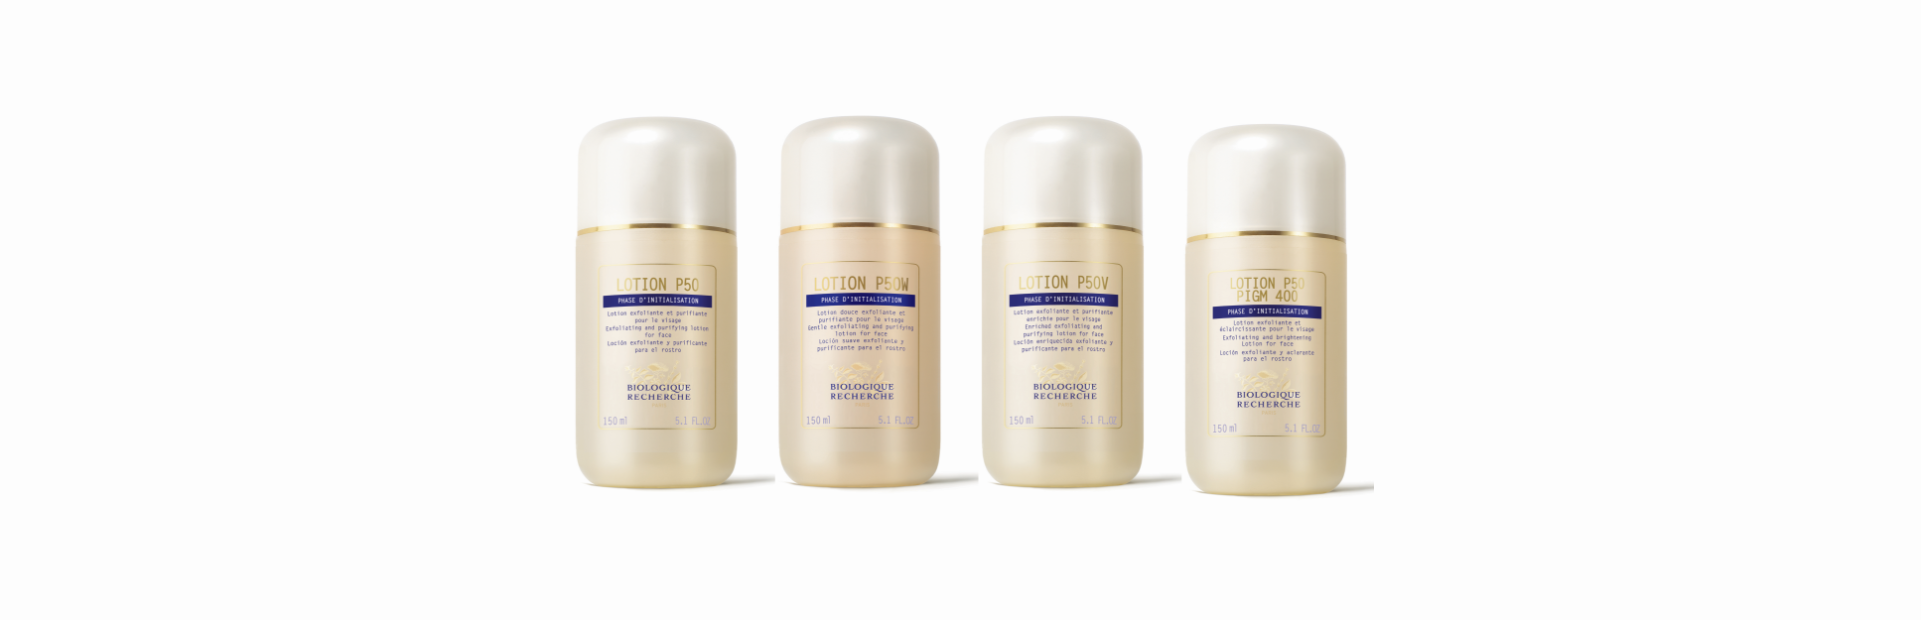 LOTION P50
PHASE D'INITIALISATION
Lotion exfoliante et purifiante
pour le visage
Exfoliating and purifying lotion
for face
Loción exfoliante y purificante
para el rostro
BIOLOGIQUE
RECHERCHE
150 ml 5.1 FL.OZ
LOTION P50W
PHASE D'INITIALISATION
Lotion douce exfoliante et
purifiante pour le visage
Gentle exfoliating and purifying
lotion for face
Loción suave exfoliante y
purificante para el rostro
BIOLOGIQUE
RECHERCHE
150 ml 5.1 FL.OZ
LOTION P50V
PHASE D'INITIALISATION
Lotion exfoliante et purifiante
enrichie pour le visage
Enriched exfoliating and
purifying lotion for face
Loción enriquecida exfoliante y
purificante para el rostro
BIOLOGIQUE
RECHERCHE
150 ml 5.1 FL.OZ
LOTION P50
PIGM 400
PHASE D'INITIALISATION
Lotion exfoliante et
éclaircissante pour le visage
Exfoliating and brightening
Lotion for face
Loción exfoliante y aclarante
para el rostro
BIOLOGIQUE
RECHERCHE
150 ml 5.1 FL.OZ